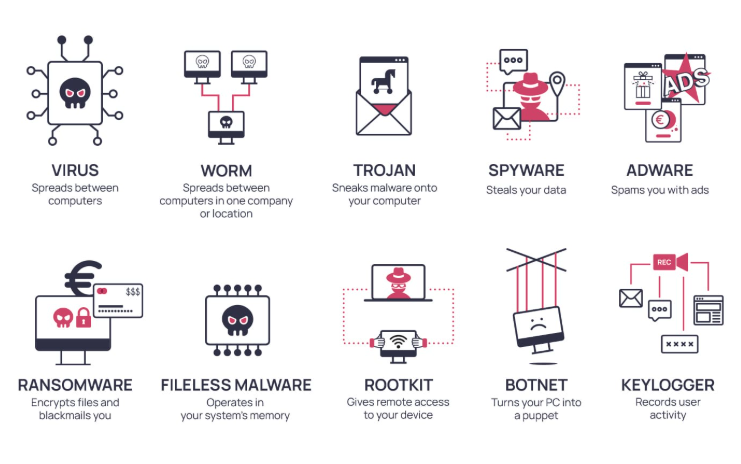 ADS
€
VIRUS
Spreads between
computers
WORM
Spreads between
computers in one company
or location
TROJAN
Sneaks malware onto
your computer
SPYWARE
Steals your data
ADWARE
Spams you with ads
€
$$$
REC
××××
RANSOMWARE
Encrypts files and
blackmails you
FILELESS MALWARE
Operates in
your system's memory
ROOTKIT
Gives remote access
to your device
BOTNET
Turns your PC into
a puppet
KEYLOGGER
Records user
activity